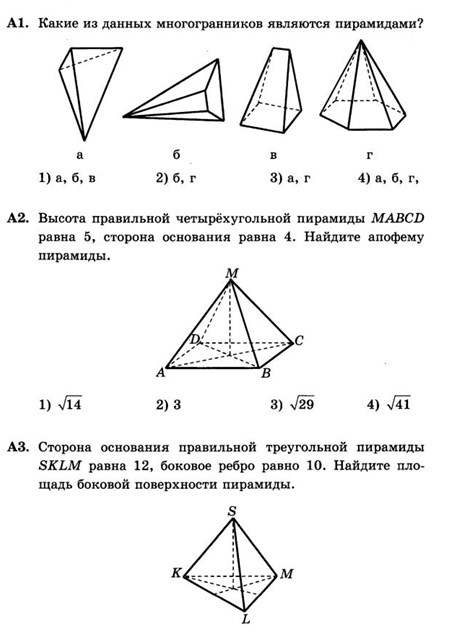 А1. Какие из данных многогранников являются пирамидами?
а б в г
1) а, б, в 2) б, г 3) а, г 4) а, б, г,
А2. Высота правильной четырёхугольной пирамиды MABCD
равна 5, сторона основания равна 4. Найдите апофему
пирамиды.
M
D
C
A
B
1) √14 2) 3 3) √29 4) √41
А3. Сторона основания правильной треугольной пирамиды
SKLM равна 12, боковое ребро равно 10. Найдите пло-
щадь боковой поверхности пирамиды.
S
K
M
L